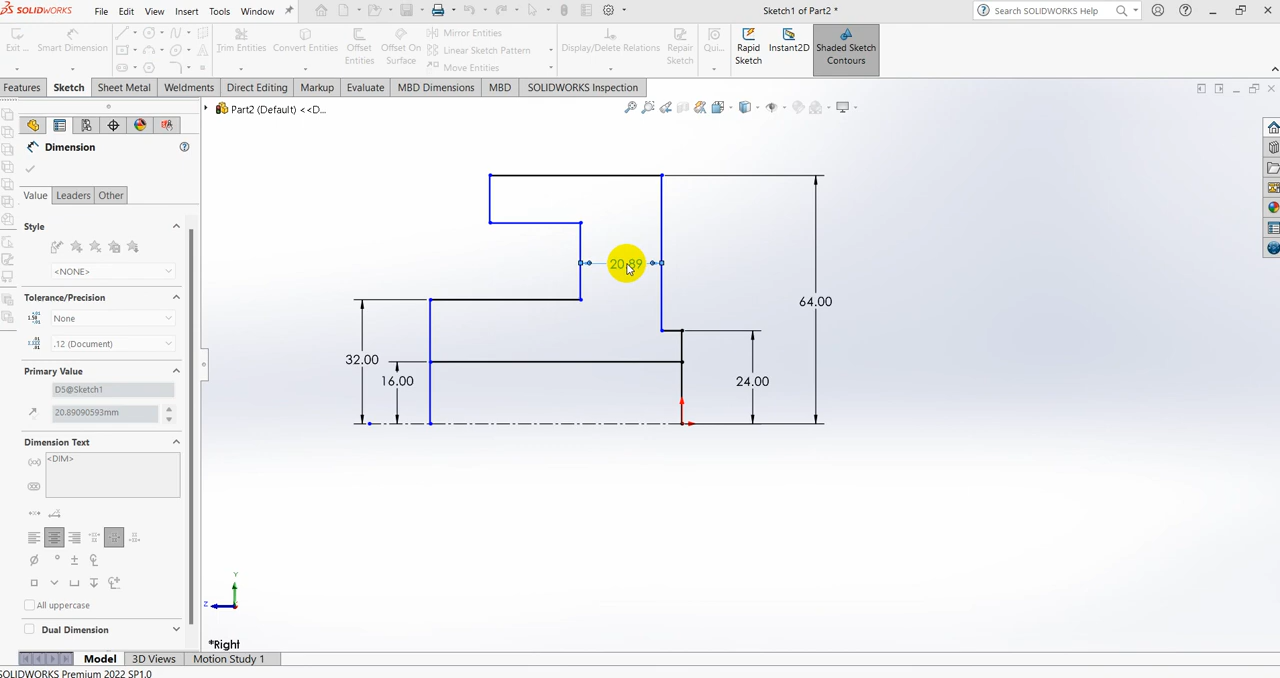 SOLIDWORKS File Edit View Insert Tools Window Sketch1 of Part2 * Search SOLIDWORKS Help
Exit ... Smart Dimension Trim Entities Convert Entities Offset Entities Offset On Surface Mirror Entities Linear Sketch Pattern Move Entities Display/Delete Relations Repair Sketch Qui... Rapid Sketch Instant2D Shaded Sketch Contours
Features Sketch Sheet Metal Weldments Direct Editing Markup Evaluate MBD Dimensions MBD SOLIDWORKS Inspection
Part2 (Default) <<D...
Dimension
Value Leaders Other
Style
<NONE>
Tolerance/Precision
None
.12 (Document)
Primary Value
D5@Sketch1
20.89090593mm
Dimension Text
<DIM>
All uppercase
Dual Dimension
20.89
64.00
32.00
16.00
24.00
Y
Z
*Right
Model 3D Views Motion Study 1
SOLIDWORKS Premium 2022 SP1.0